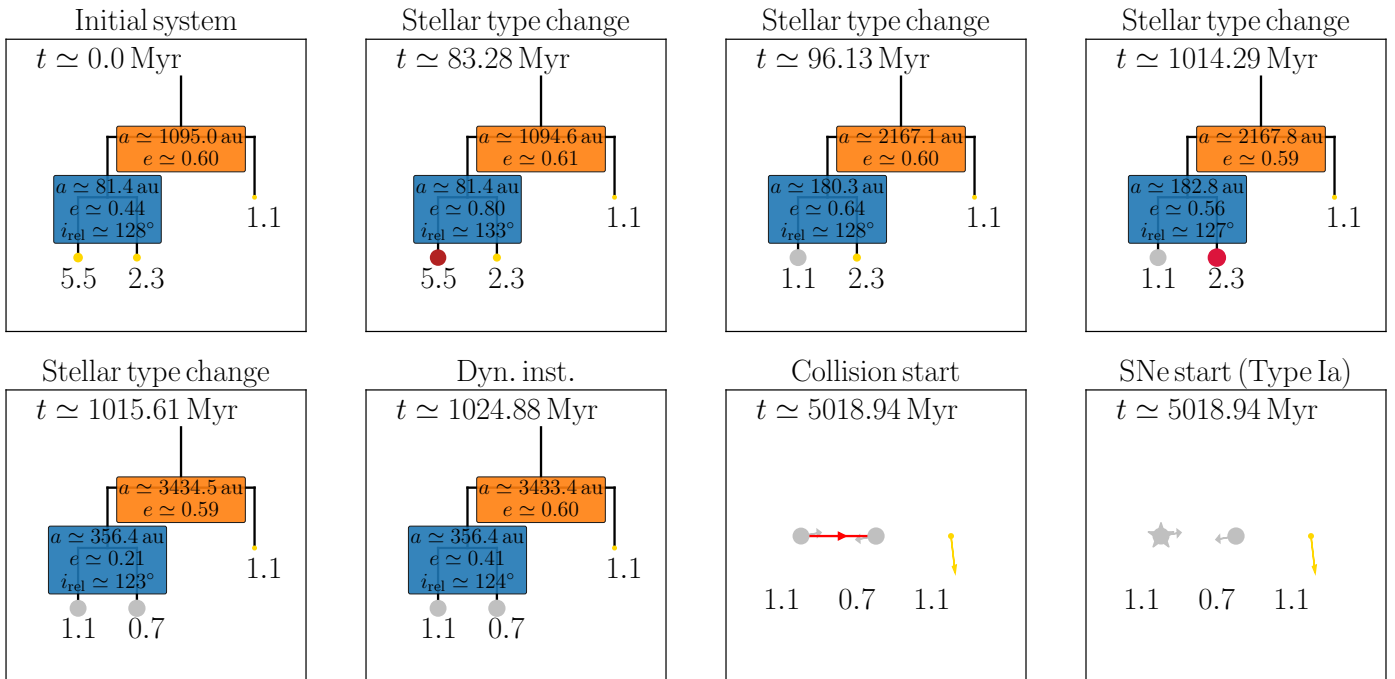 Initial system
t ≃ 0.0 Myr
a ≃ 1095.0 au
e ≃ 0.60
a ≃ 81.4 au
e ≃ 0.44
i_rel ≃ 128°
1.1
5.5 2.3
Stellar type change
t ≃ 83.28 Myr
a ≃ 1094.6 au
e ≃ 0.61
a ≃ 81.4 au
e ≃ 0.80
i_rel ≃ 133°
1.1
5.5 2.3
Stellar type change
t ≃ 96.13 Myr
a ≃ 2167.1 au
e ≃ 0.60
a ≃ 180.3 au
e ≃ 0.64
i_rel ≃ 128°
1.1
1.1 2.3
Stellar type change
t ≃ 1014.29 Myr
a ≃ 2167.8 au
e ≃ 0.59
a ≃ 182.8 au
e ≃ 0.56
i_rel ≃ 127°
1.1
1.1 2.3
Stellar type change
t ≃ 1015.61 Myr
a ≃ 3434.5 au
e ≃ 0.59
a ≃ 356.4 au
e ≃ 0.21
i_rel ≃ 123°
1.1
1.1 0.7
Dyn. inst.
t ≃ 1024.88 Myr
a ≃ 3433.4 au
e ≃ 0.60
a ≃ 356.4 au
e ≃ 0.41
i_rel ≃ 124°
1.1
1.1 0.7
Collision start
t ≃ 5018.94 Myr
1.1 0.7 1.1
SNe start (Type Ia)
t ≃ 5018.94 Myr
1.1 0.7 1.1